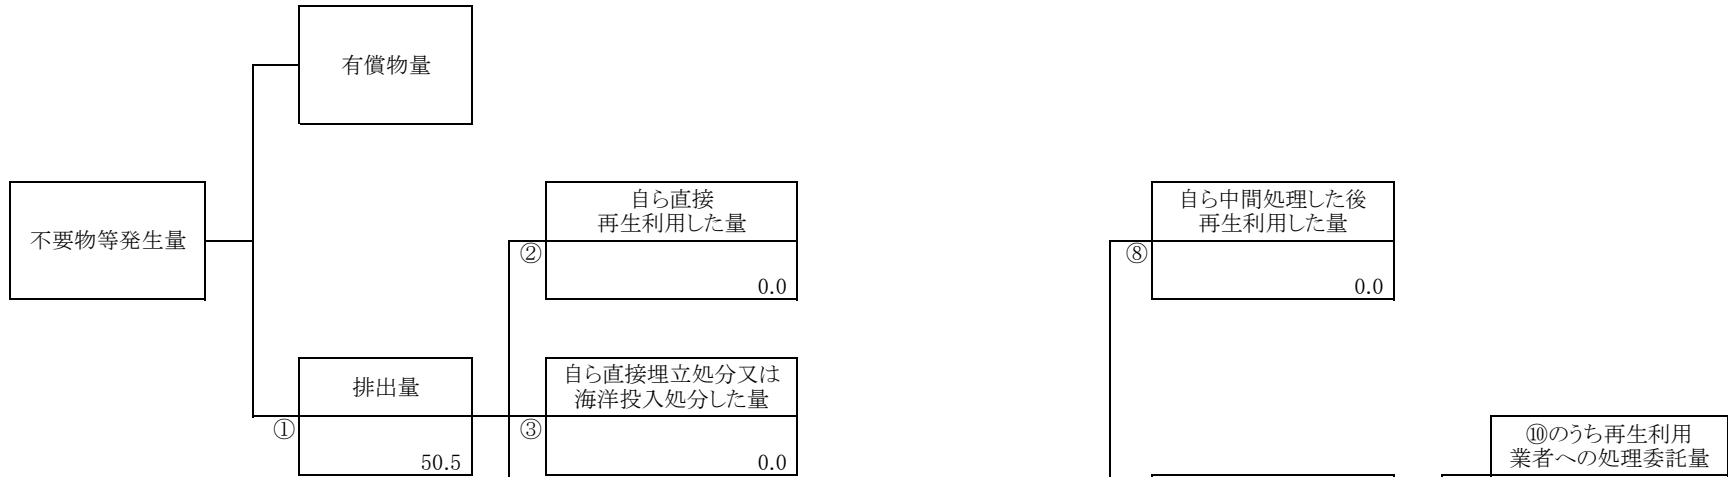 有償物量
不要物等発生量
自ら直接
再生利用した量
②
0.0
自ら中間処理した後
再生利用した量
⑧
0.0
排出量
①
50.5
自ら直接埋立処分又は
海洋投入処分した量
③
0.0
⑩のうち再生利用
業者への処理委託量